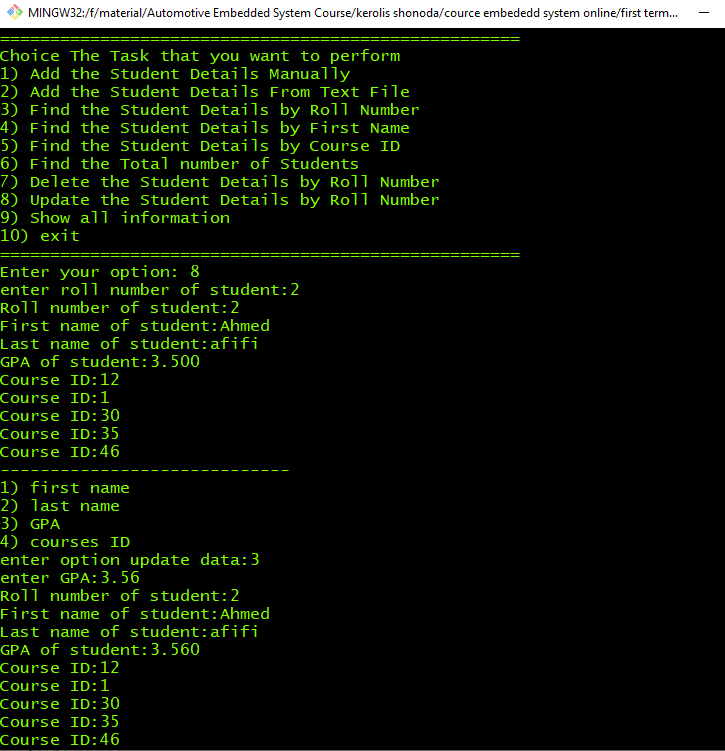 MINGW32:/f/material/Automotive Embedded System Course/kerolis shonoda/cource embededd system online/first term...
====================================================
Choice The Task that you want to perform
1) Add the Student Details Manually
2) Add the Student Details From Text File
3) Find the Student Details by Roll Number
4) Find the Student Details by First Name
5) Find the Student Details by Course ID
6) Find the Total number of Students
7) Delete the Student Details by Roll Number
8) Update the Student Details by Roll Number
9) Show all information
10) exit
====================================================
Enter your option: 8
enter roll number of student:2
Roll number of student:2
First name of student:Ahmed
Last name of student:afifi
GPA of student:3.500
Course ID:12
Course ID:1
Course ID:30
Course ID:35
Course ID:46
-----------------------------
1) first name
2) last name
3) GPA
4) courses ID
enter option update data:3
enter GPA:3.56
Roll number of student:2
First name of student:Ahmed
Last name of student:afifi
GPA of student:3.560
Course ID:12
Course ID:1
Course ID:30
Course ID:35
Course ID:46